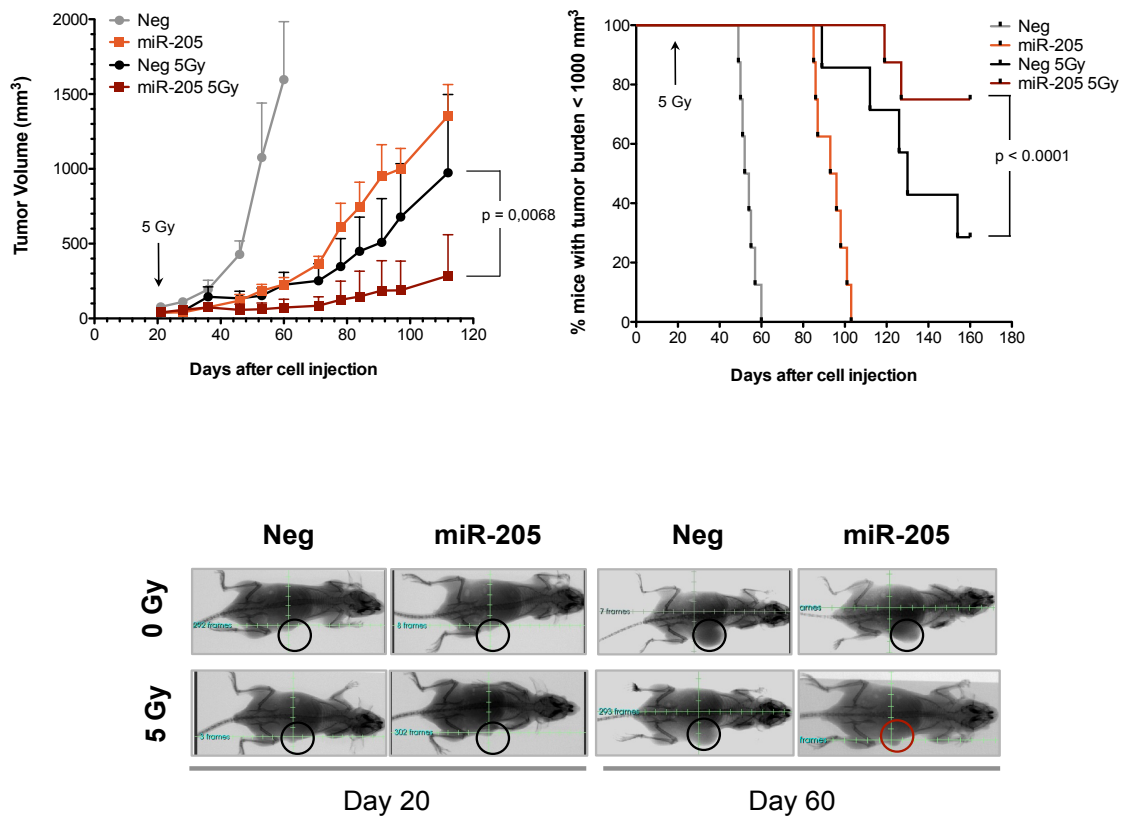 Neg
miR-205
Neg 5Gy
miR-205 5Gy
Tumor Volume (mm3)
2000
1500
1000
500
0
5 Gy
p = 0,0068
0 20 40 60 80 100 120
Days after cell injection
Neg
miR-205
Neg 5Gy
miR-205 5Gy
% mice with tumor burden < 1000 mm3
100
80
60
40
20
0
5 Gy
p < 0.0001
0 20 40 60 80 100 120 140 160 180
Days after cell injection
Neg miR-205 Neg miR-205
0 Gy
292 frames
8 frames
7 frames
ames
5 Gy
3 frames
302 frames
293 frames
frames
Day 20 Day 60